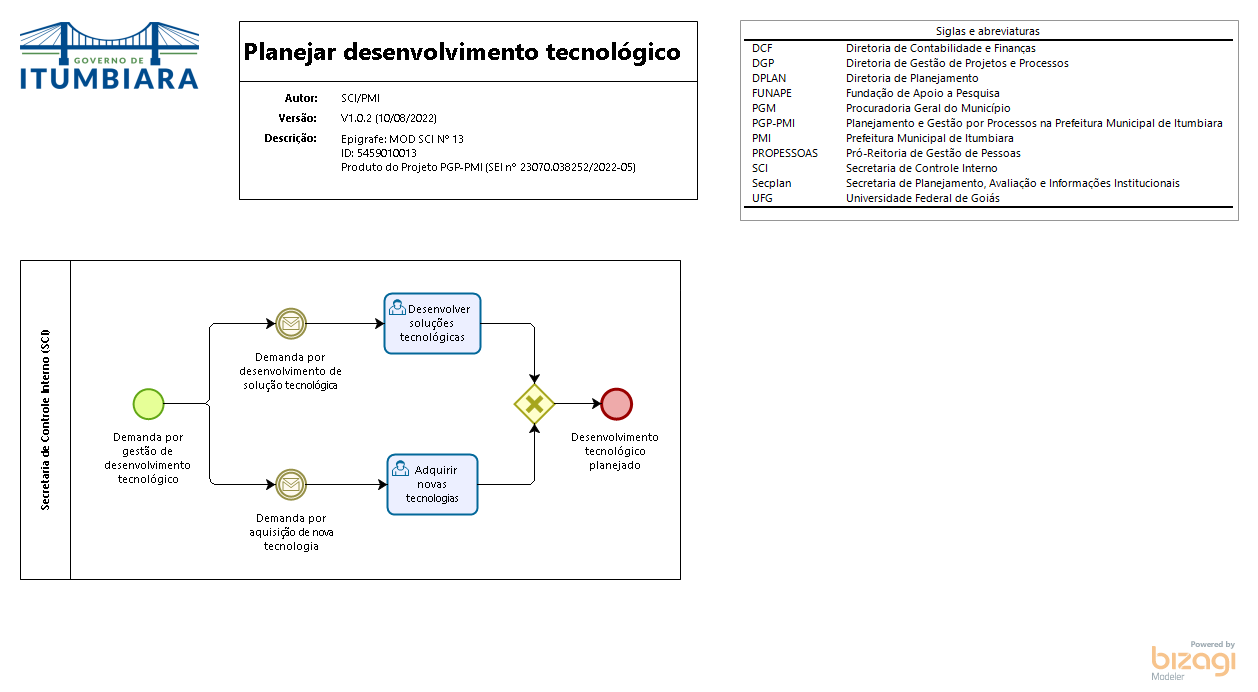 GOVERNO DE
ITUMBIARA
Planejar desenvolvimento tecnológico
Autor: SCI/PMI
Versão: V1.0.2 (10/08/2022)
Descrição: Epigrafe: MOD SCI Nº 13
ID: 5459010013
Produto do Projeto PGP-PMI (SEI nº 23070.038252/2022-05)
Siglas e abreviaturas
DCF Diretoria de Contabilidade e Finanças
DGP Diretoria de Gestão de Projetos e Processos
DPLAN Diretoria de Planejamento
FUNAPE Fundação de Apoio a Pesquisa
PGM Procuradoria Geral do Município
PGP-PMI Planejamento e Gestão por Processos na Prefeitura Municipal de Itumbiara
PMI Prefeitura Municipal de Itumbiara
PROPESSOAS Pró-Reitoria de Gestão de Pessoas
SCI Secretaria de Controle Interno
Secplan Secretaria de Planejamento, Avaliação e Informações Institucionais
UFG Universidade Federal de Goiás
Secretaria de Controle Interno (SCI)
Demanda por
gestão de
desenvolvimento
tecnológico
Demanda por
desenvolvimento de
solução tecnológica
Desenvolver
soluções
tecnológicas
Demanda por
aquisição de nova
tecnologia
Adquirir
novas
tecnologias
Desenvolvimento
tecnológico
planejado
Powered by
bizagi
Modeler